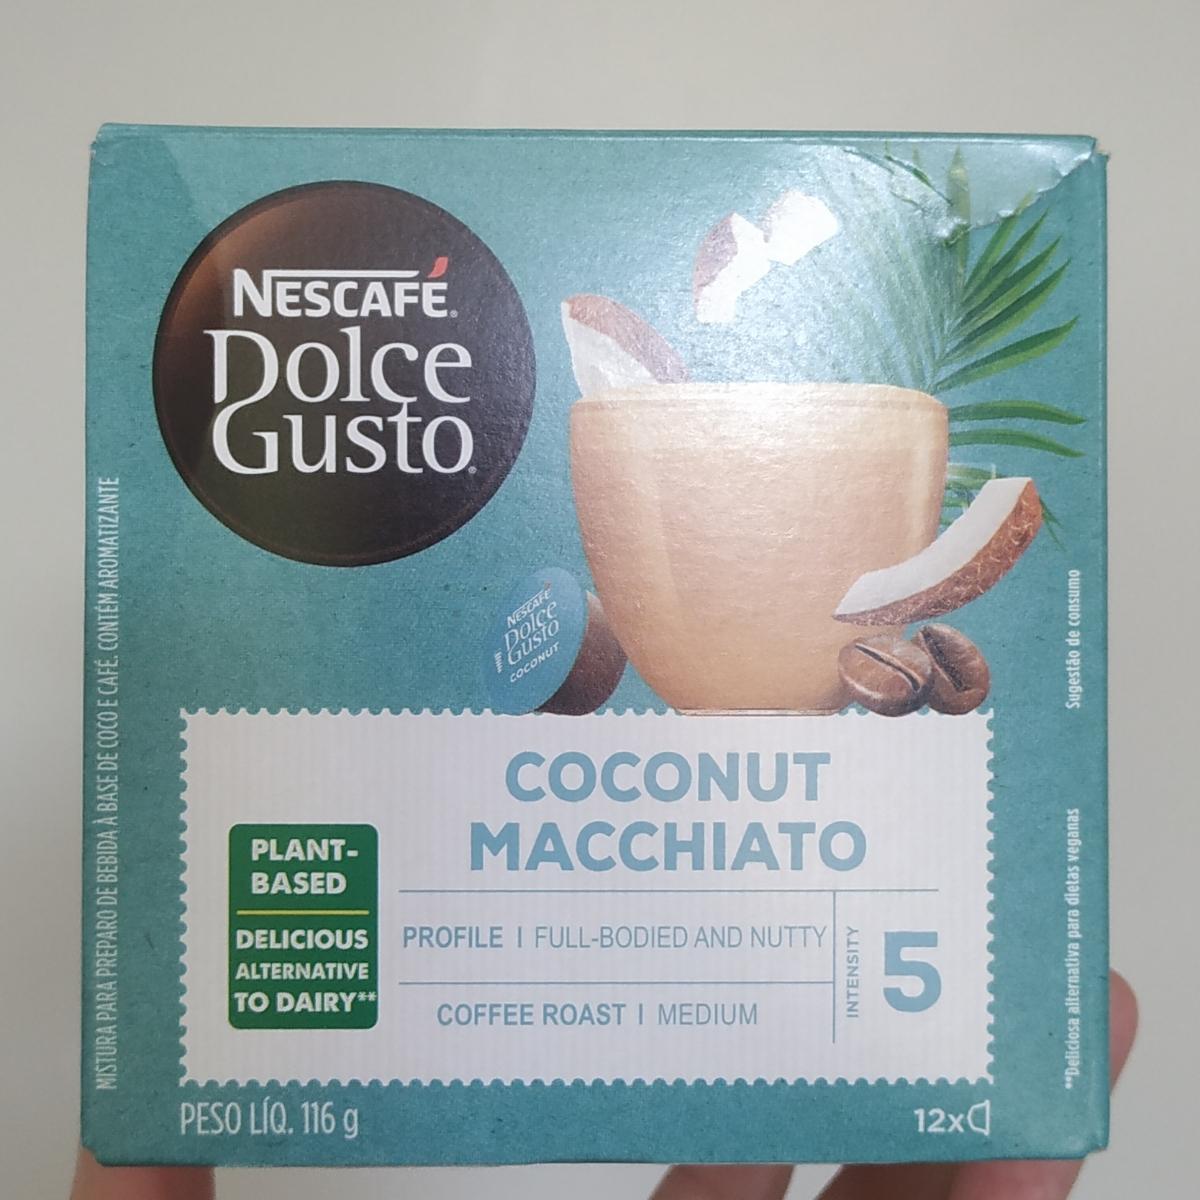 NESCAFÉ®
Dolce
Gusto®
NESCAFÉ
Dolce
Gusto
COCONUT
COCONUT
MACCHIATO
PLANT-
BASED
DELICIOUS
ALTERNATIVE
TO DAIRY**
PROFILE | FULL-BODIED AND NUTTY
COFFEE ROAST | MEDIUM
INTENSITY
5
PESO LÍQ. 116 g
12x
MISTURA PARA PREPARO DE BEBIDA À BASE DE COCO E CAFÉ. CONTÉM AROMATIZANTE
Sugestão de consumo
**Deliciosa alternativa para dietas veganas